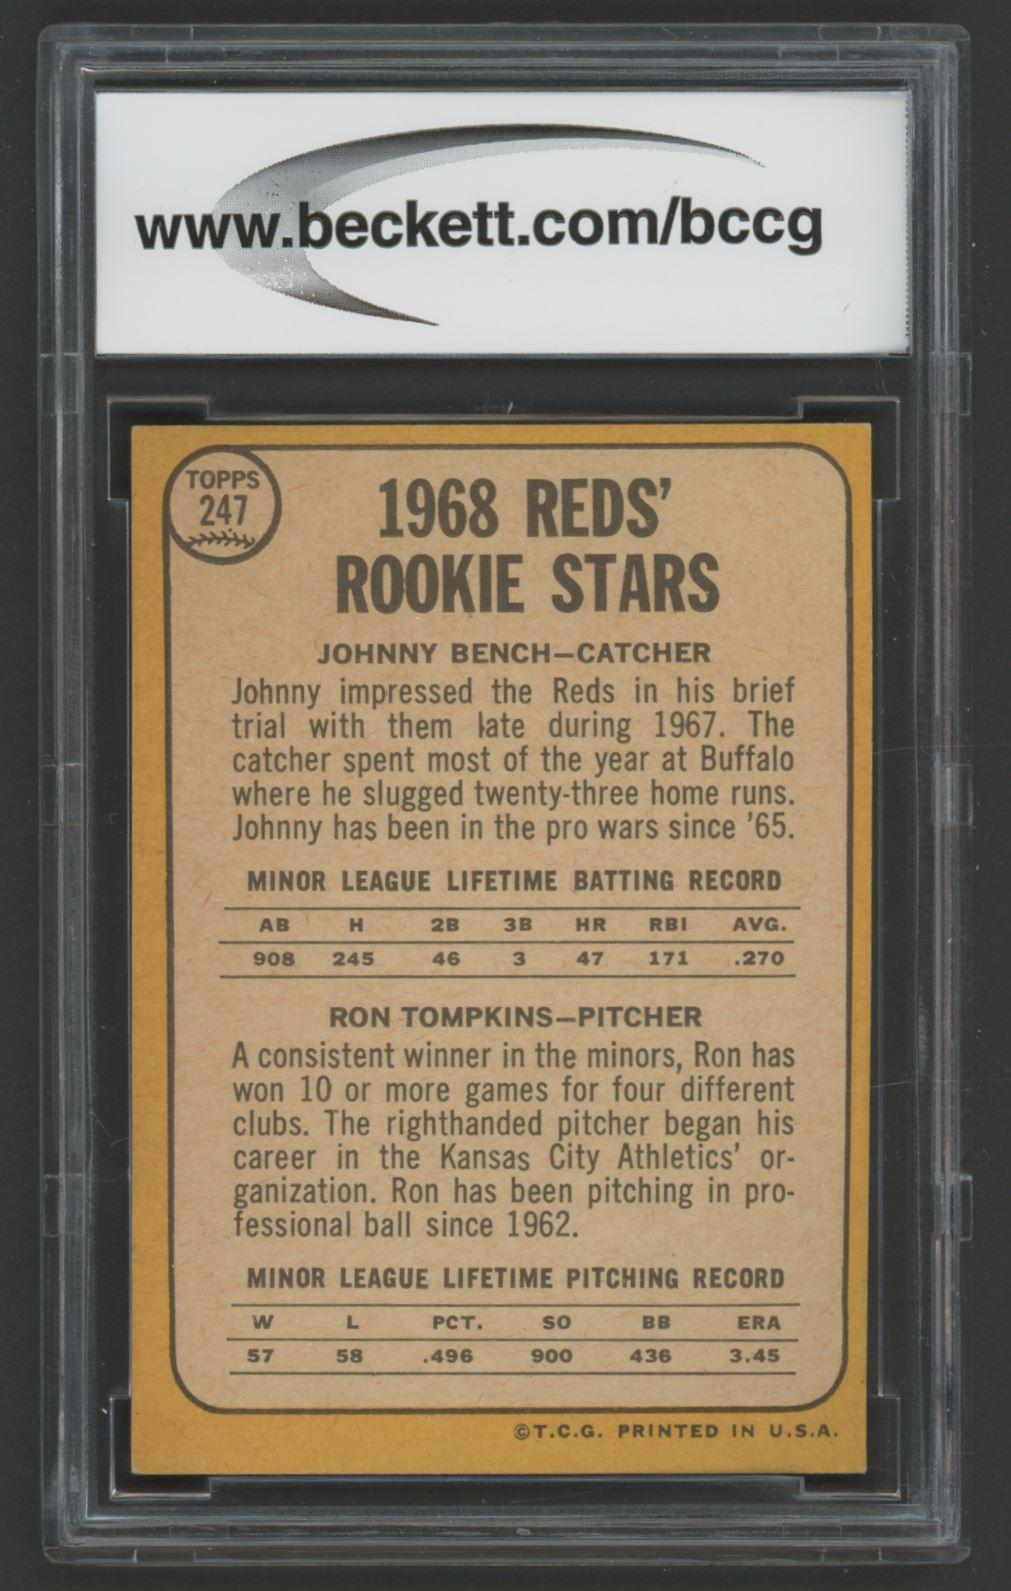 www.beckett.com/bccg
TOPPS
247
1968 REDS'
ROOKIE STARS
JOHNNY BENCH—CATCHER
Johnny impressed the Reds in his brief
trial with them late during 1967. The
catcher spent most of the year at Buffalo
where he slugged twenty-three home runs.
Johnny has been in the pro wars since '65.
MINOR LEAGUE LIFETIME BATTING RECORD
AB H 2B 3B HR RBI AVG.
908 245 46 3 47 171 .270
RON TOMPKINS—PITCHER
A consistent winner in the minors, Ron has
won 10 or more games for four different
clubs. The righthanded pitcher began his
career in the Kansas City Athletics' or-
ganization. Ron has been pitching in pro-
fessional ball since 1962.
MINOR LEAGUE LIFETIME PITCHING RECORD
W L PCT. SO BB ERA
57 58 .496 900 436 3.45
©T.C.G. PRINTED IN U.S.A.